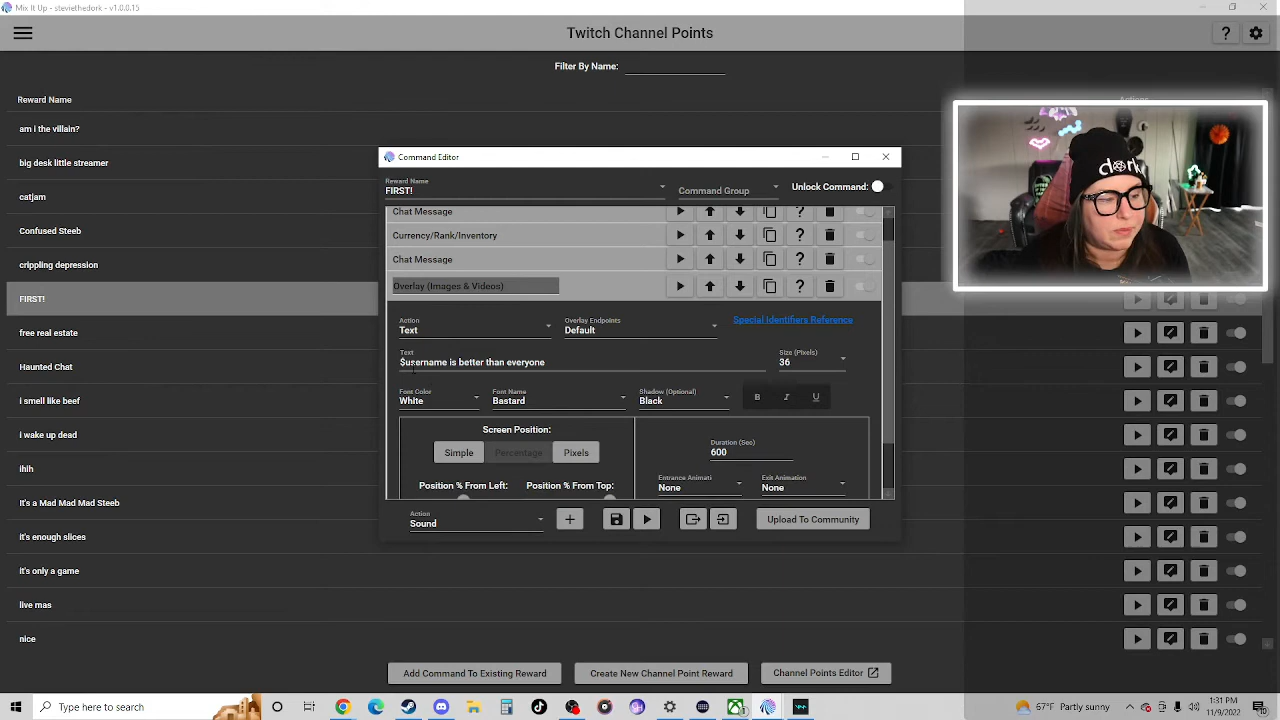 Mix It Up - steviethedork - v1.0.0.15
Twitch Channel Points
?
Filter By Name:
Reward Name
Actions
am i the villain?
big desk little streamer
catjam
Confused Steb
crippling depression
FIRST!
free space
Haunted Chat
i smell like beef
I wake up dead
ihih
It's a Mad Mad Mad Steeb
It's enough slices
It's only a game
live mas
nice
Command Editor
Reward Name
FIRST!
Command Group
Unlock Command:
Chat Message
?
Currency/Rank/Inventory
?
Chat Message
?
Overlay (Images & Videos)
?
Action
Text
Overlay Endpoints
Default
Special Identifiers Reference
Text
$username is better than everyone
Size (Pixels)
36
Font Color
White
Font Name
Bastard
Shadow (Optional)
Black
B I U
Screen Position:
Simple Percentage Pixels
Position % From Left: Position % From Top:
Duration (Sec)
600
Entrance Animati
None
Exit Animation
None
Action
Sound
+
Upload To Community
Add Command To Existing Reward
Create New Channel Point Reward
Channel Points Editor
dork
Type here to search
67°F Partly sunny
1:31 PM
11/9/2022